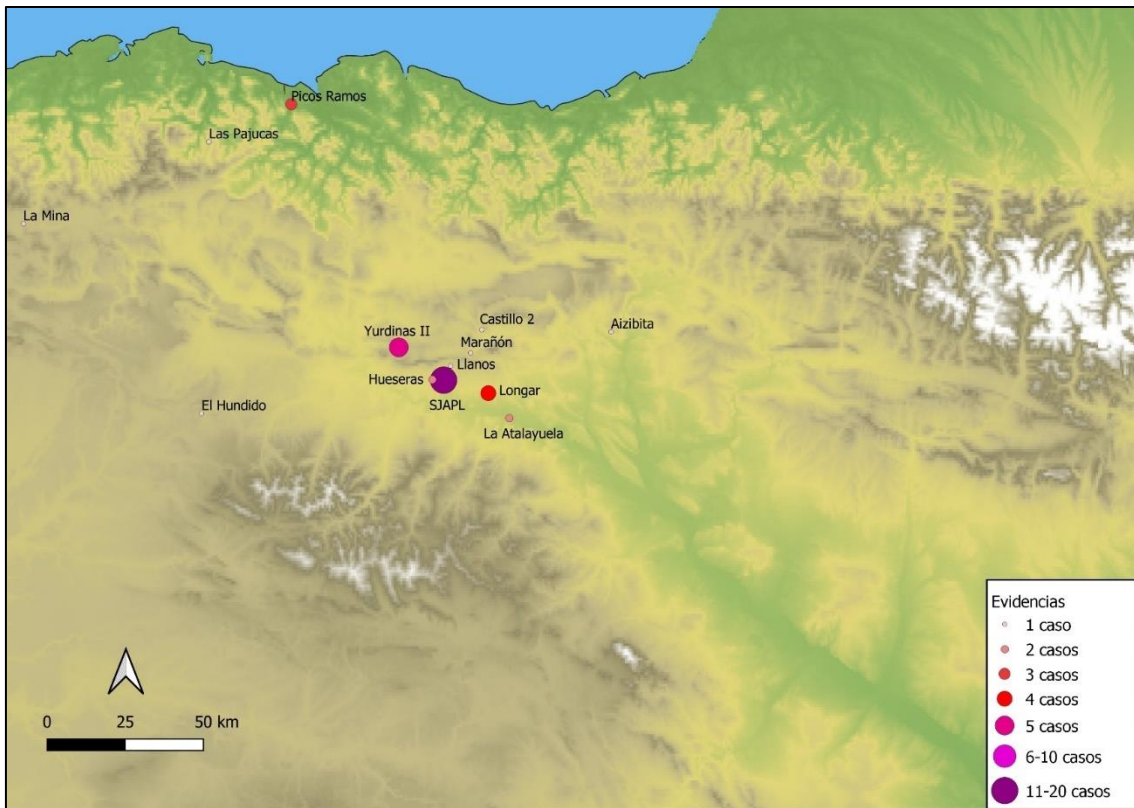 Picos Ramos
Las Pajucas
La Mina
Castillo 2
Aizibita
Yurdinas II
Marañón
Llanos
Hueseras
Longar
SJAPL
El Hundido
La Atalayuela
Evidencias
1 caso
2 casos
3 casos
4 casos
5 casos
6-10 casos
11-20 casos
0 25 50 km